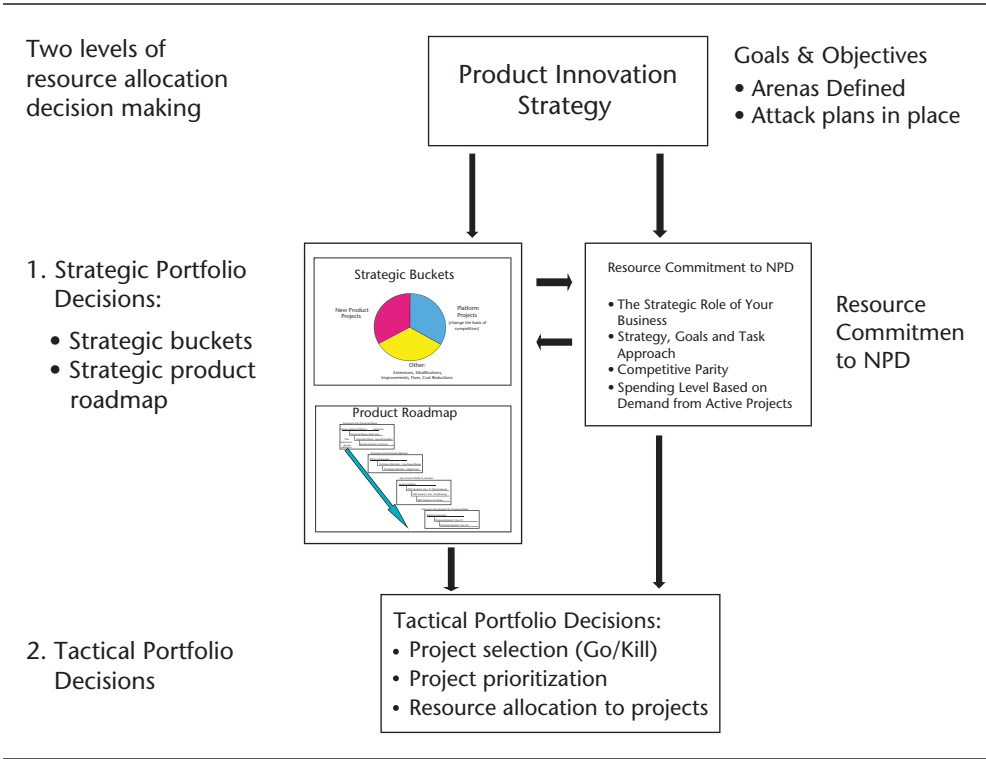 Two levels of
resource allocation
decision making
Product Innovation
Strategy
Goals & Objectives
• Arenas Defined
• Attack plans in place
1. Strategic Portfolio
Decisions:
• Strategic buckets
• Strategic product
roadmap
Strategic Buckets
New Product
Projects
Platform
Projects
(change the basis of
competition)
Other:
Extensions, Modifications,
Improvements, Fixes, Cost Reductions
Product Roadmap
Resource Commitment to NPD
• The Strategic Role of Your
Business
• Strategy, Goals and Task
Approach
• Competitive Parity
• Spending Level Based on
Demand from Active Projects
Resource
Commitmen
to NPD
2. Tactical Portfolio
Decisions
Tactical Portfolio Decisions:
• Project selection (Go/Kill)
• Project prioritization
• Resource allocation to projects